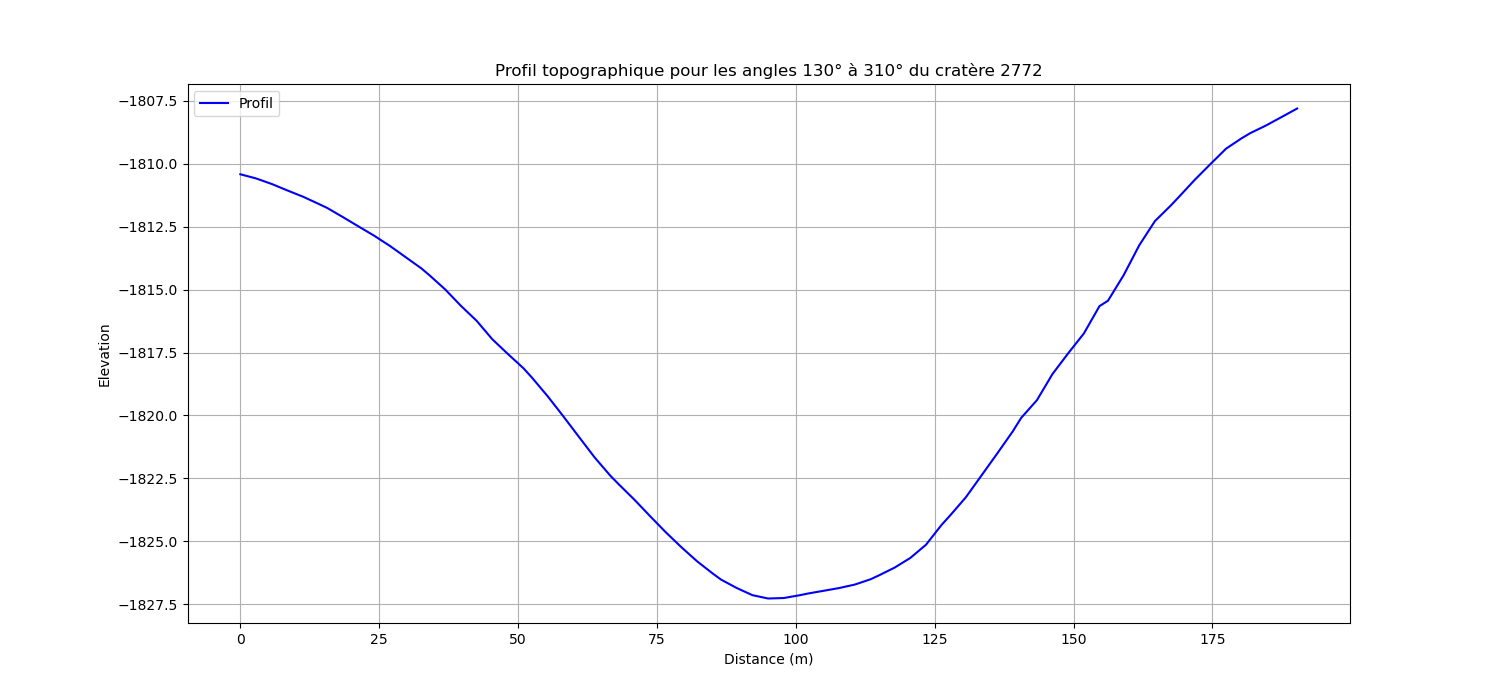 Profil topographique pour les angles 130° à 310° du cratère 2772
Profil
−1807.5
−1810.0
−1812.5
−1815.0
−1817.5
−1820.0
−1822.5
−1825.0
−1827.5
Elevation
0 25 50 75 100 125 150 175
Distance (m)